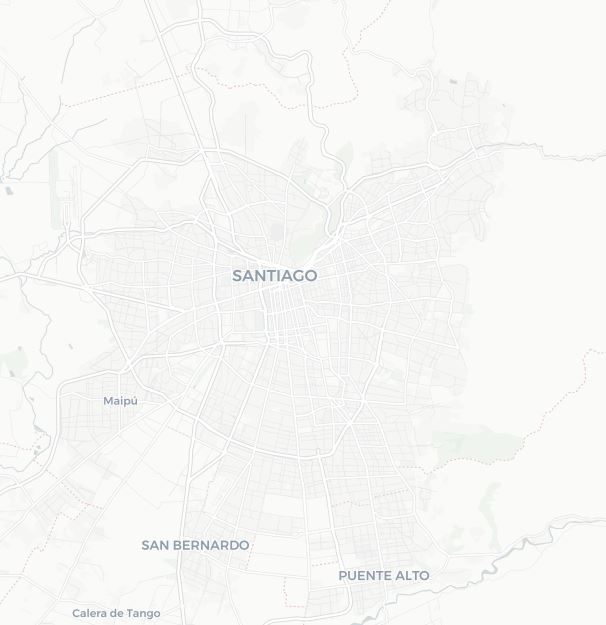 SANTIAGO
Maipú
SAN BERNARDO
PUENTE ALTO
Calera de Tango